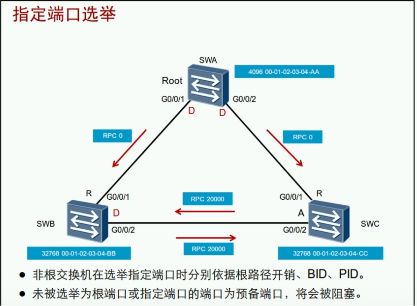 指定端口选举
SWA
4096 00-01-02-03-04-AA
Root
G0/0/1
G0/0/2
D
D
RPC 0
RPC 0
R
G0/0/1
G0/0/1
R
SWB
D
RPC 20000
A
SWC
G0/0/2
G0/0/2
RPC 20000
32768 00-01-02-03-04-BB
32768 00-01-02-03-04-CC
● 非根交换机在选举指定端口时分别依据根路径开销、BID、PID。
● 未被选举为根端口或指定端口的端口为预备端口，将会被阻塞。